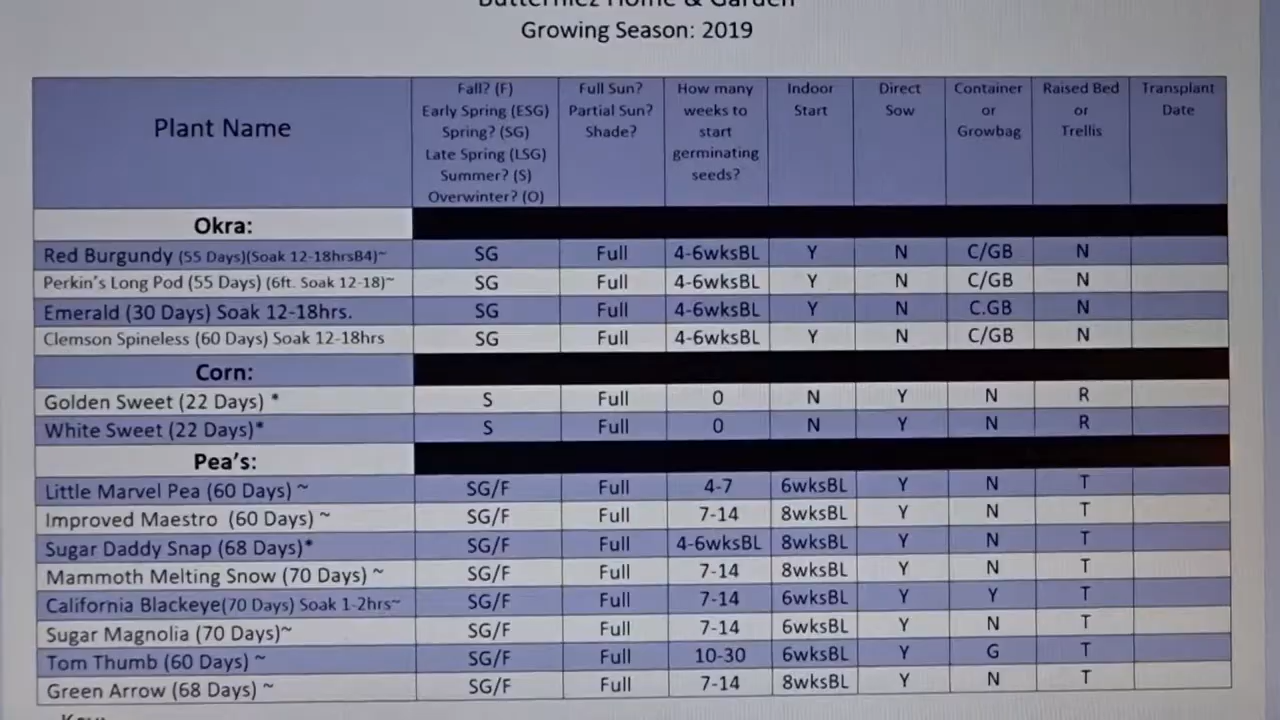 Home & Garden
Growing Season: 2019
Plant Name
Fall? (F)
Early Spring (ESG)
Spring? (SG)
Late Spring (LSG)
Summer? (S)
Overwinter? (O)
Full Sun?
Partial Sun?
Shade?
How many
weeks to
start
germinating
seeds?
Indoor
Start
Direct
Sow
Container
or
Growbag
Raised Bed
or
Trellis
Transplant
Date
Okra:
Red Burgundy (55 Days)(Soak 12-18hrsB4)~ SG Full 4-6wksBL Y N C/GB N
Perkin's Long Pod (55 Days) (6ft. Soak 12-18)~ SG Full 4-6wksBL Y N C/GB N
Emerald (30 Days) Soak 12-18hrs. SG Full 4-6wksBL Y N C.GB N
Clemson Spineless (60 Days) Soak 12-18hrs SG Full 4-6wksBL Y N C/GB N
Corn:
Golden Sweet (22 Days) * S Full 0 N Y N R
White Sweet (22 Days)* S Full 0 N Y N R
Pea's:
Little Marvel Pea (60 Days) ~ SG/F Full 4-7 6wksBL Y N T
Improved Maestro (60 Days) ~ SG/F Full 7-14 8wksBL Y N T
Sugar Daddy Snap (68 Days)* SG/F Full 4-6wksBL 8wksBL Y N T
Mammoth Melting Snow (70 Days) ~ SG/F Full 7-14 8wksBL Y N T
California Blackeye(70 Days) Soak 1-2hrs~ SG/F Full 7-14 6wksBL Y Y T
Sugar Magnolia (70 Days)~ SG/F Full 7-14 6wksBL Y N T
Tom Thumb (60 Days) ~ SG/F Full 10-30 6wksBL Y G T
Green Arrow (68 Days) ~ SG/F Full 7-14 8wksBL Y N T